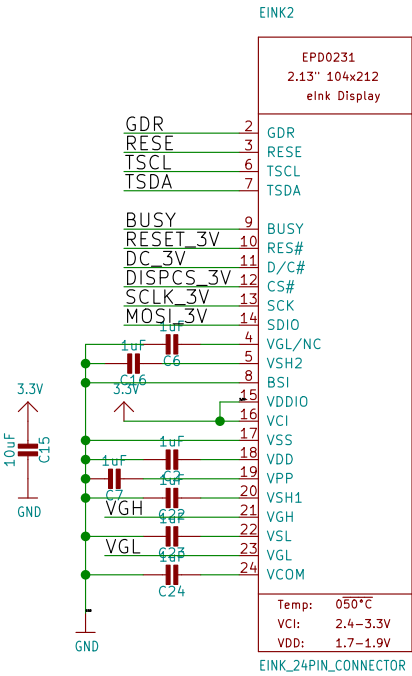 EINK2
EPD0231
2.13" 104x212
eInk Display
GDR 2 GDR
RESE 3 RESE
TSCL 6 TSCL
TSDA 7 TSDA
BUSY 9 BUSY
RESET_3V 10 RES#
DC_3V 11 D/C#
DISPCS_3V 12 CS#
SCLK_3V 13 SCK
MOSI_3V 14 SDIO
1uF C6 4 VGL/NC
1uF C16 5 VSH2
8 BSI
3.3V 3.3V
15 VDDIO
16 VCI
10uF C15
GND
17 VSS
1uF 18 VDD
1uF C7 19 VPP
1uF C22 20 VSH1
VGH 21 VGH
1uF C23 22 VSL
VGL 23 VGL
1uF C24 24 VCOM
GND
Temp: 050°C
VCI: 2.4-3.3V
VDD: 1.7-1.9V
EINK_24PIN_CONNECTOR